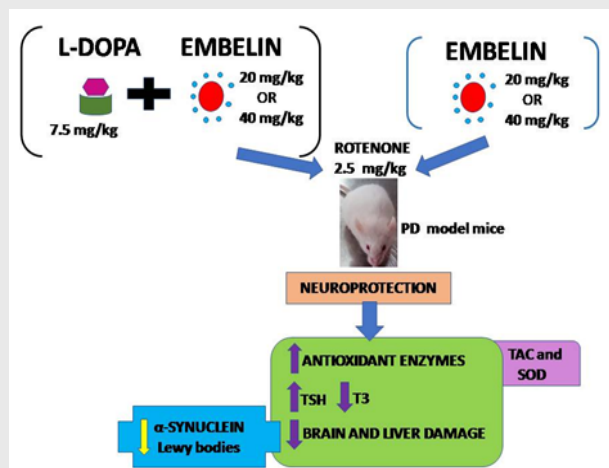 L-DOPA
7.5 mg/kg
EMBELIN
20 mg/kg
OR
40 mg/kg
EMBELIN
20 mg/kg
OR
40 mg/kg
ROTENONE
2.5 mg/kg
PD model mice
NEUROPROTECTION
ANTIOXIDANT ENZYMES
TSH T3
BRAIN AND LIVER DAMAGE
TAC and
SOD
α-SYNUCLEIN
Lewy bodies